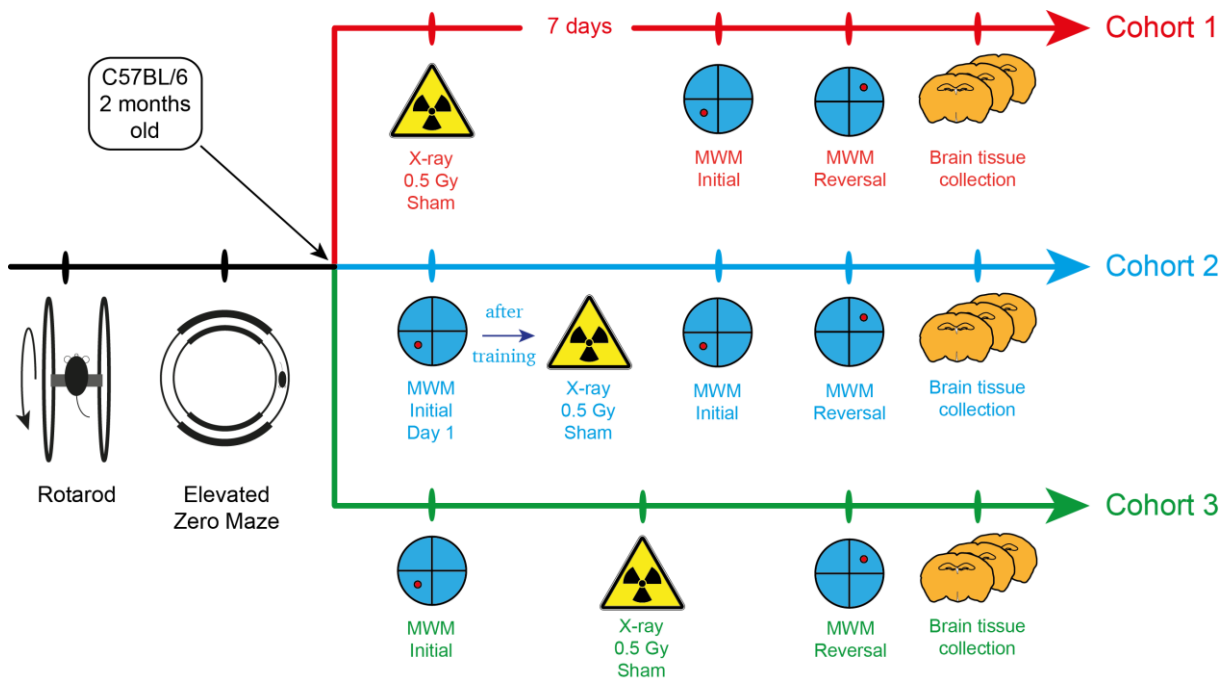 7 days
Cohort 1
C57BL/6
2 months
old
X-ray
0.5 Gy
Sham
MWM
Initial
MWM
Reversal
Brain tissue
collection
Cohort 2
after
training
MWM
Initial
Day 1
X-ray
0.5 Gy
Sham
MWM
Initial
MWM
Reversal
Brain tissue
collection
Rotarod
Elevated
Zero Maze
Cohort 3
MWM
Initial
X-ray
0.5 Gy
Sham
MWM
Reversal
Brain tissue
collection